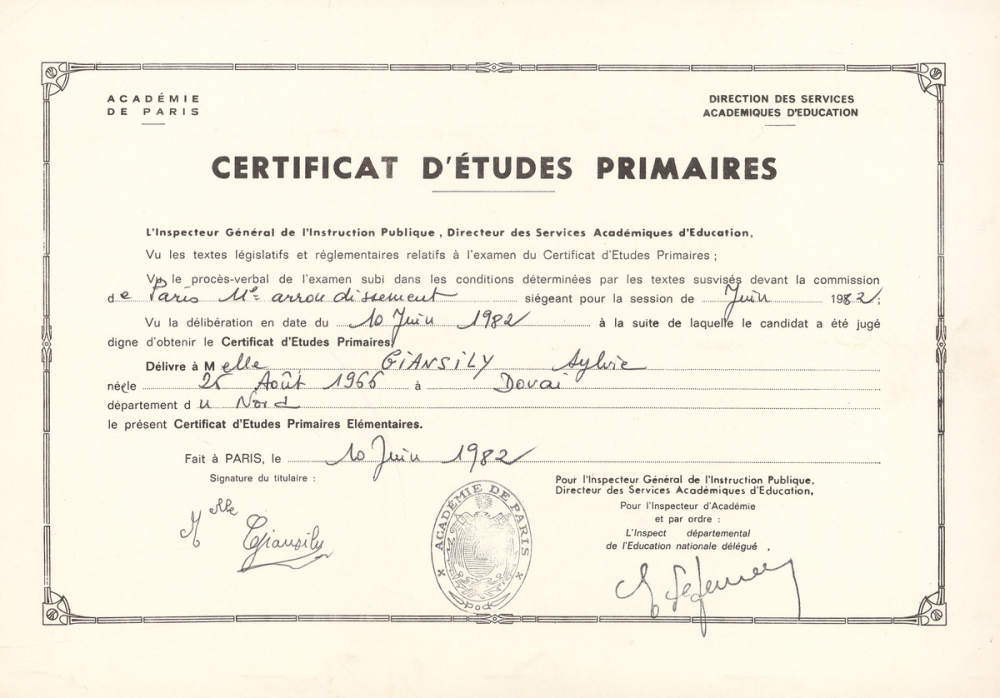 ACADÉMIE
DE PARIS
DIRECTION DES SERVICES
ACADEMIQUES D'EDUCATION
CERTIFICAT D'ÉTUDES PRIMAIRES
L'Inspecteur Général de l'Instruction Publique, Directeur des Services Académiques d'Education,
Vu les textes législatifs et réglementaires relatifs à l'examen du Certificat d'Etudes Primaires ;
Vu le procès-verbal de l'examen subi dans les conditions déterminées par les textes susvisés devant la commission
de Paris 11e arrondissement siégeant pour la session de Juin 1982 ;
Vu la délibération en date du 10 Juin 1982 à la suite de laquelle le candidat a été jugé
digne d'obtenir le Certificat d'Etudes Primaires,
Délivre à Melle GIANSILY Sylvie
née le 25 Août 1966 à Douai
département du Nord
le présent Certificat d'Etudes Primaires Elémentaires.
Fait à PARIS, le 10 Juin 1982
Signature du titulaire :
Mlle Giansily
ACADÉMIE DE PARIS
Pour l'Inspecteur Général de l'Instruction Publique,
Directeur des Services Académiques d'Education,
Pour l'Inspecteur d'Académie
et par ordre :
L'Inspect départemental
de l'Education nationale délégué ,